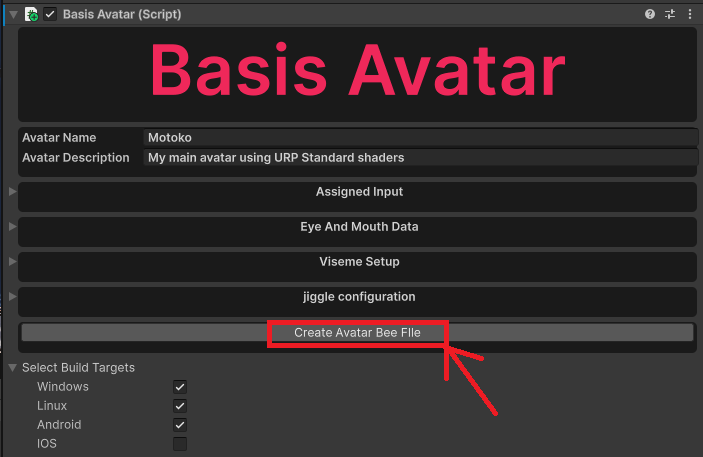 Basis Avatar (Script)
Basis Avatar
Avatar Name Motoko
Avatar Description My main avatar using URP Standard shaders
Assigned Input
Eye And Mouth Data
Viseme Setup
jiggle configuration
Create Avatar Bee FIle
Select Build Targets
Windows
Linux
Android
IOS